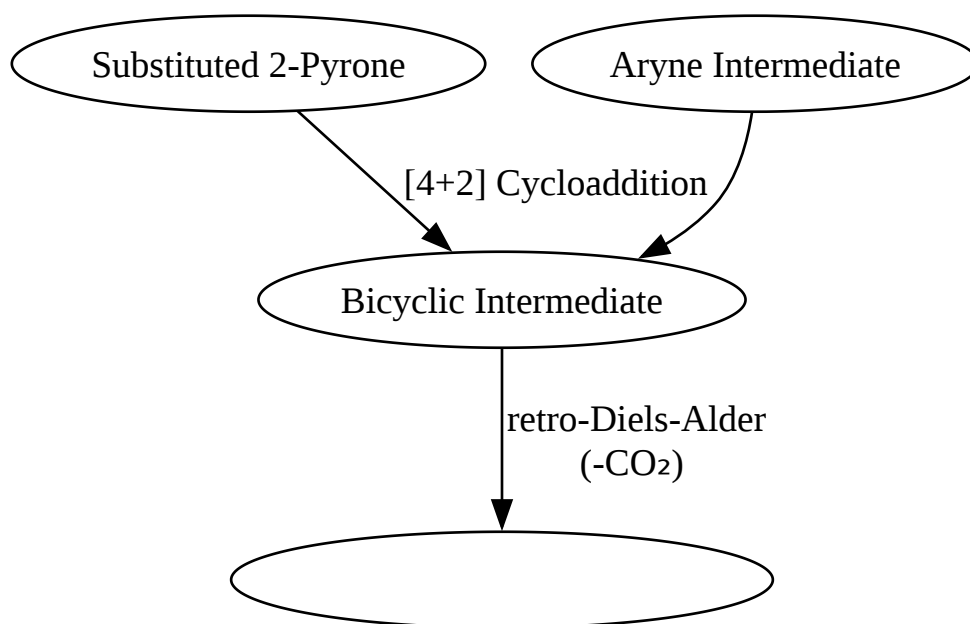 Substituted 2-Pyrone
Aryne Intermediate
[4+2] Cycloaddition
Bicyclic Intermediate
retro-Diels-Alder
(-CO₂)